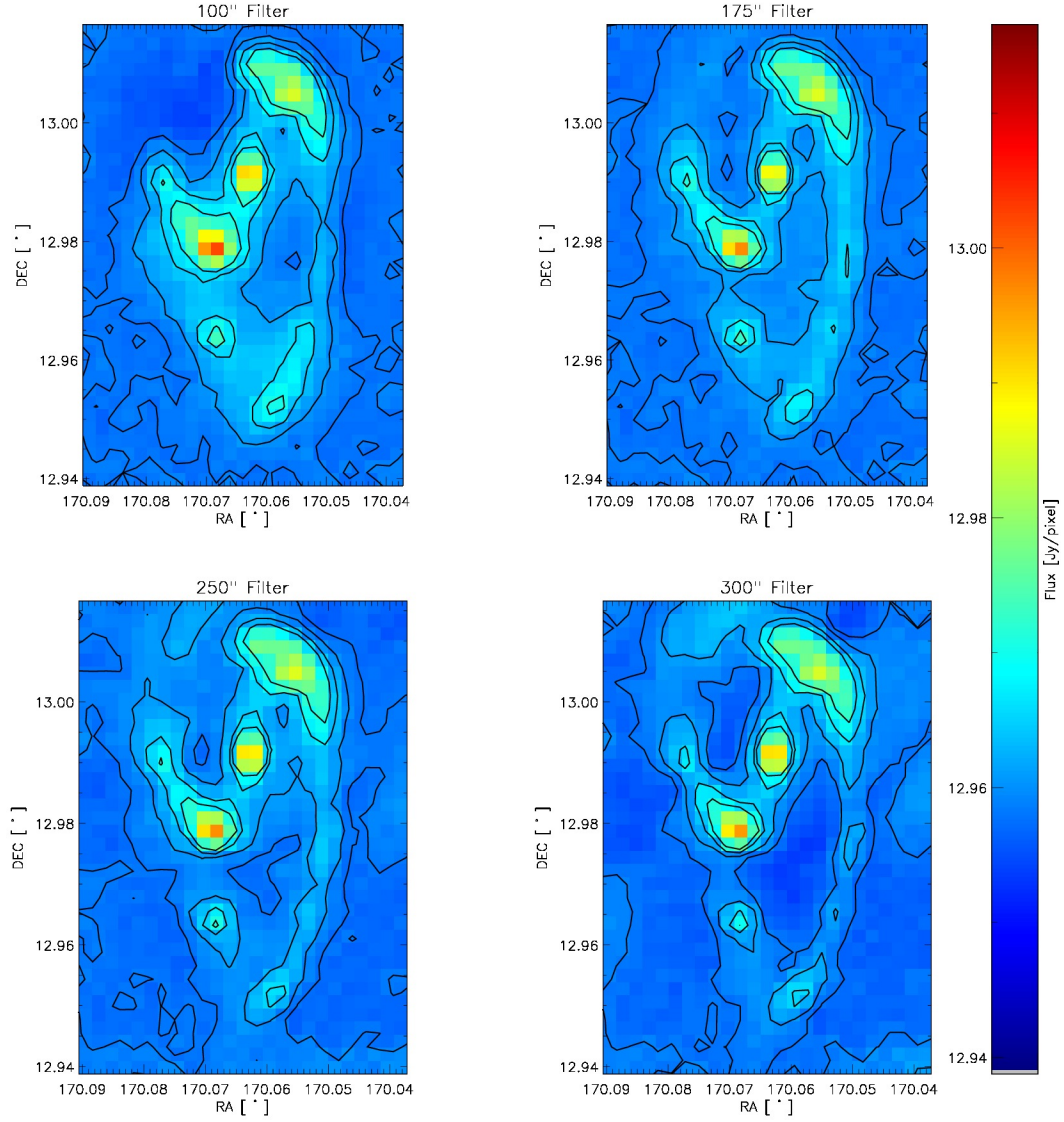 100'' Filter
175'' Filter
13.00
12.98
12.96
12.94
DEC [ ° ]
170.09 170.08 170.07 170.06 170.05 170.04
RA [ ° ]
13.00
12.98
12.96
12.94
DEC [ ° ]
170.09 170.08 170.07 170.06 170.05 170.04
RA [ ° ]
250'' Filter
300'' Filter
13.00
12.98
12.96
12.94
DEC [ ° ]
170.09 170.08 170.07 170.06 170.05 170.04
RA [ ° ]
13.00
12.98
12.96
12.94
DEC [ ° ]
170.09 170.08 170.07 170.06 170.05 170.04
RA [ ° ]
13.00
12.98
12.96
12.94
Flux [Jy/pixel]